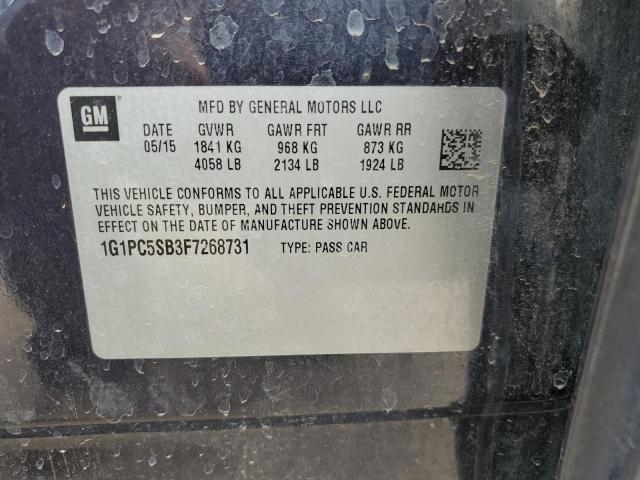 GM
MFD BY GENERAL MOTORS LLC
DATE GVWR GAWR FRT GAWR RR
05/15 1841 KG 968 KG 873 KG
4058 LB 2134 LB 1924 LB
THIS VEHICLE CONFORMS TO ALL APPLICABLE U.S. FEDERAL MOTOR
VEHICLE SAFETY, BUMPER, AND THEFT PREVENTION STANDARDS IN
EFFECT ON THE DATE OF MANUFACTURE SHOWN ABOVE.
1G1PC5SB3F7268731 TYPE: PASS CAR